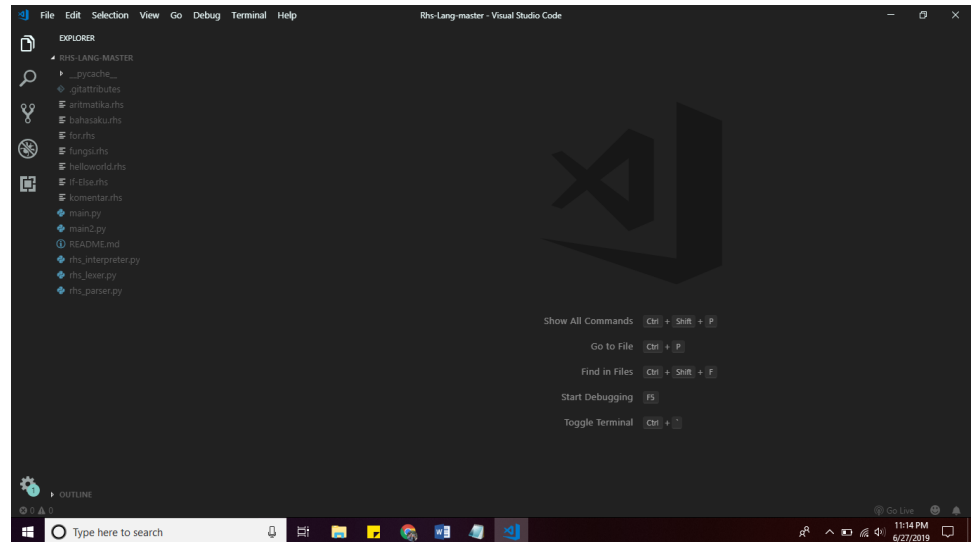 File Edit Selection View Go Debug Terminal Help
Rhs-Lang-master - Visual Studio Code
EXPLORER
RHS-LANG-MASTER
__pycache__
.gitattributes
aritmatika.rhs
bahasaku.rhs
for.rhs
fungsi.rhs
helloworld.rhs
If-Else.rhs
komentar.rhs
main.py
main2.py
README.md
rhs_interpreter.py
rhs_lexer.py
rhs_parser.py
Show All Commands Ctrl + Shift + P
Go to File Ctrl + P
Find in Files Ctrl + Shift + F
Start Debugging F5
Toggle Terminal Ctrl + `
1
OUTLINE
0 0
Go Live
Type here to search
11:14 PM
6/27/2019